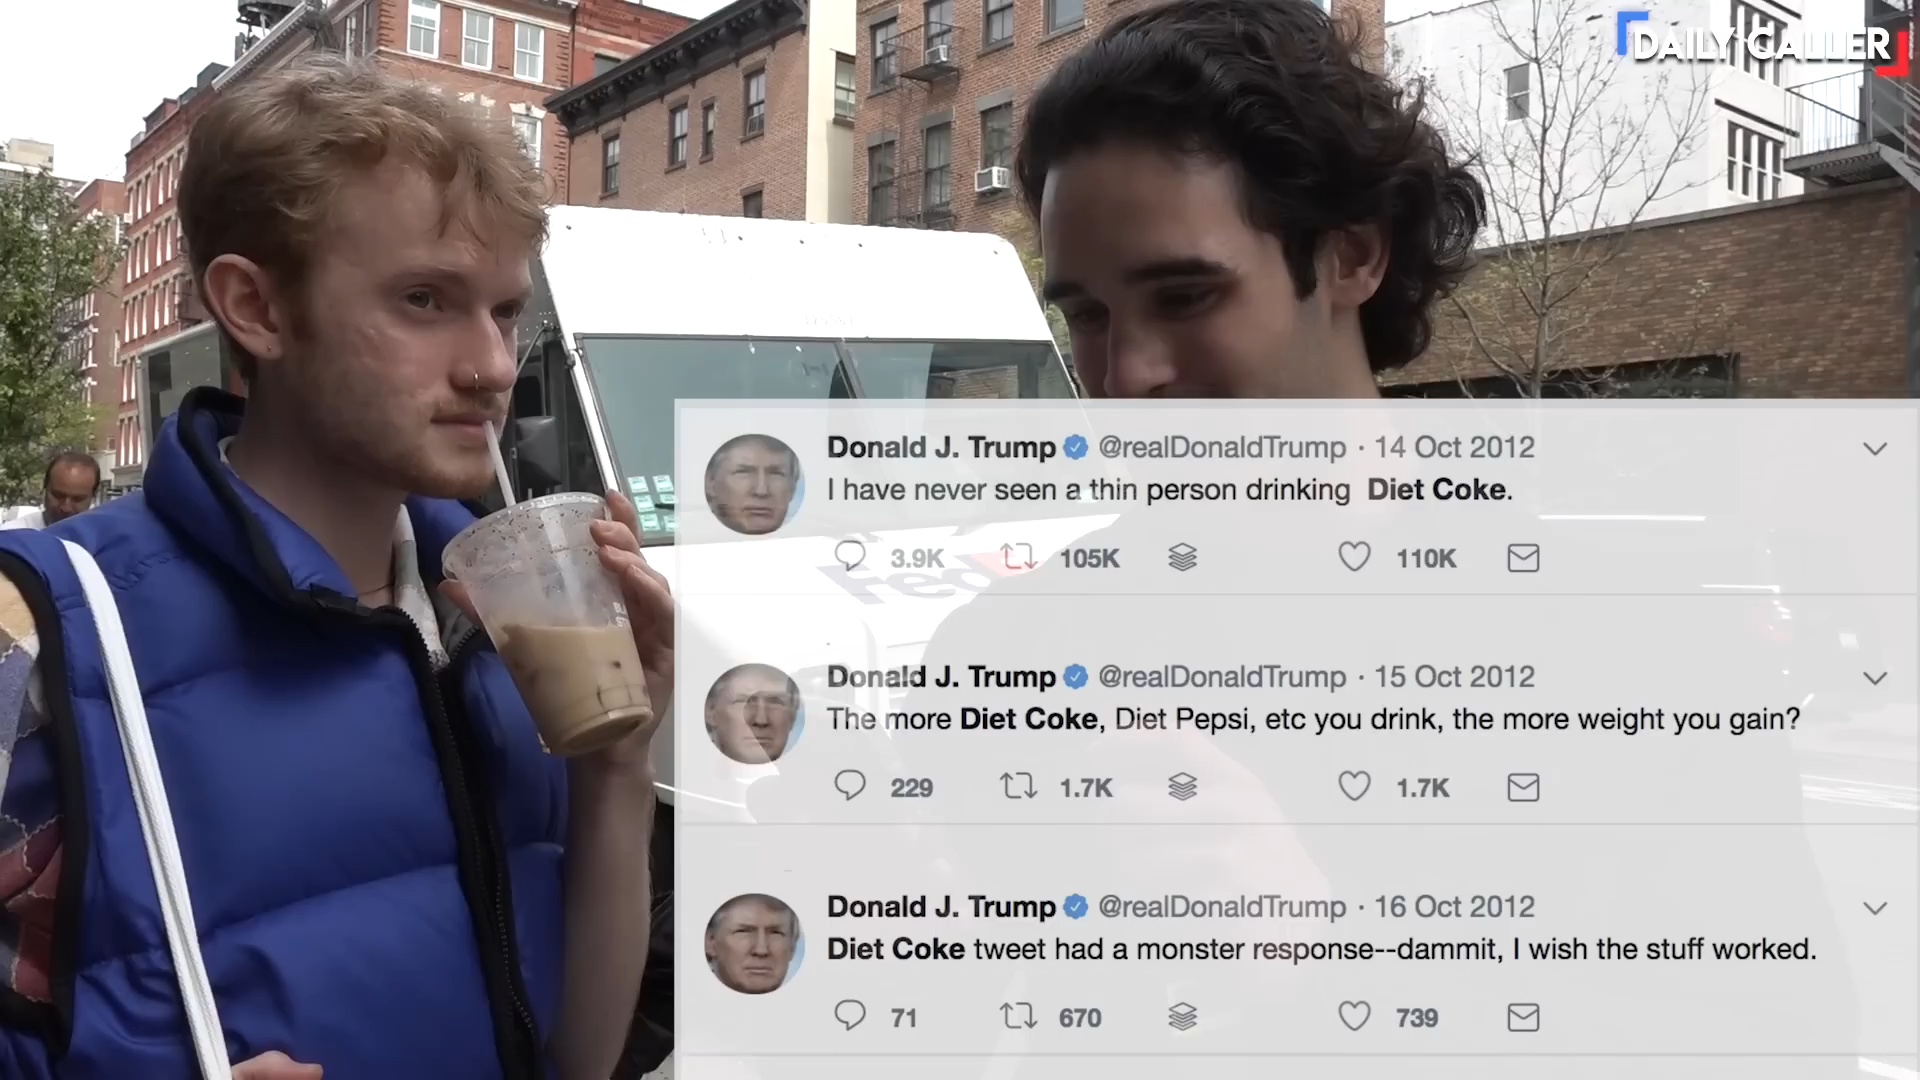 DAILY CALLER
Donald J. Trump @realDonaldTrump · 14 Oct 2012
I have never seen a thin person drinking Diet Coke.
3.9K 105K 110K
FedEx
Donald J. Trump @realDonaldTrump · 15 Oct 2012
The more Diet Coke, Diet Pepsi, etc you drink, the more weight you gain?
229 1.7K 1.7K
Donald J. Trump @realDonaldTrump · 16 Oct 2012
Diet Coke tweet had a monster response--dammit, I wish the stuff worked.
71 670 739